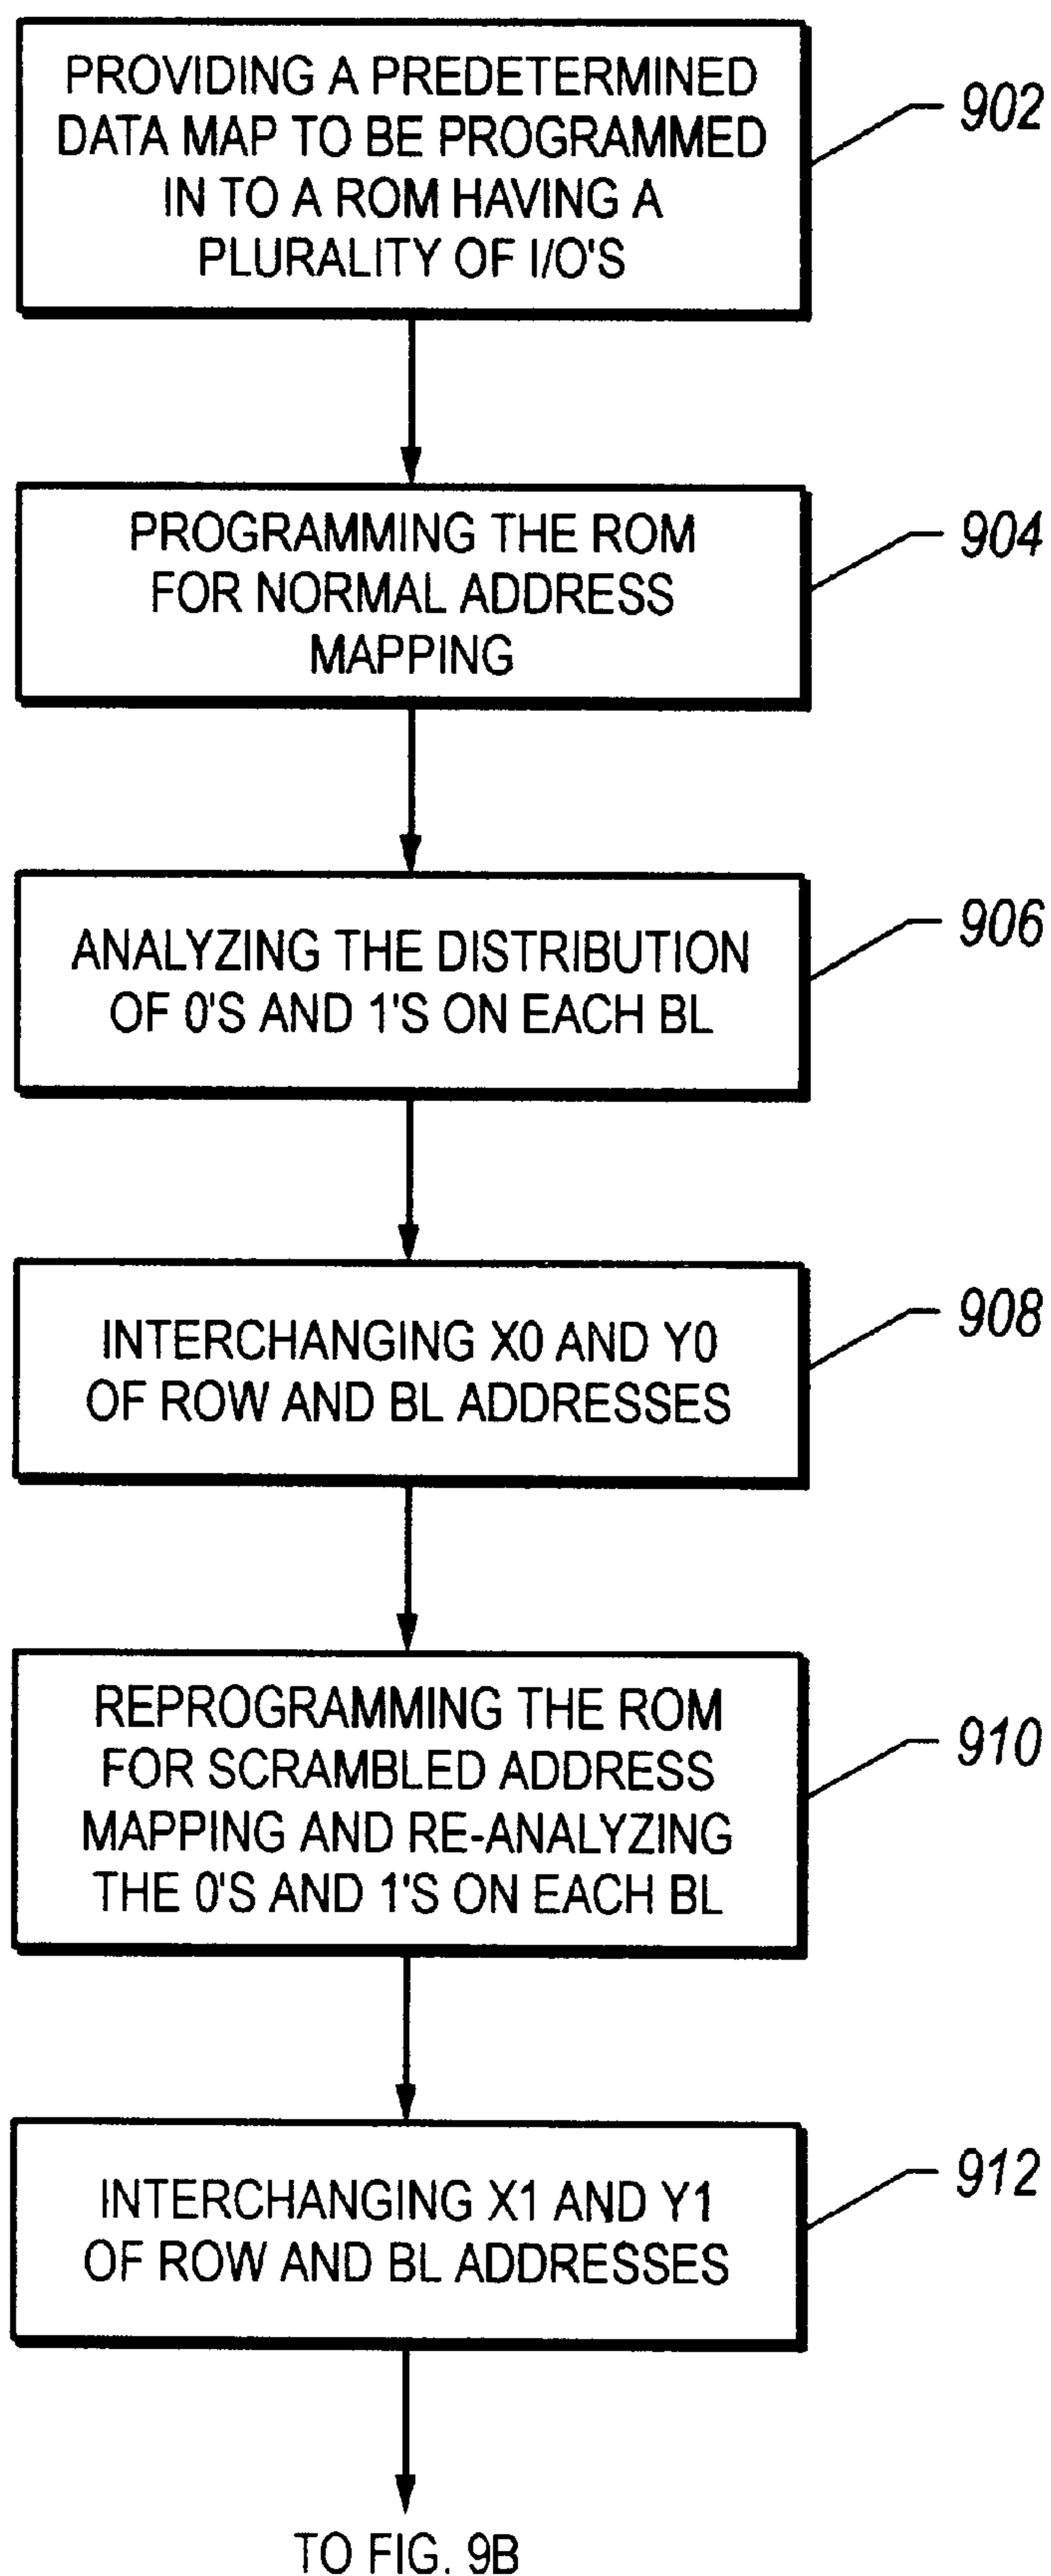 PROVIDING A PREDETERMINED
DATA MAP TO BE PROGRAMMED
IN TO A ROM HAVING A
PLURALITY OF I/O'S
902
PROGRAMMING THE ROM
FOR NORMAL ADDRESS
MAPPING
904
ANALYZING THE DISTRIBUTION
OF 0'S AND 1'S ON EACH BL
906
INTERCHANGING X0 AND Y0
OF ROW AND BL ADDRESSES
908
REPROGRAMMING THE ROM
FOR SCRAMBLED ADDRESS
MAPPING AND RE-ANALYZING
THE 0'S AND 1'S ON EACH BL
910
INTERCHANGING X1 AND Y1
OF ROW AND BL ADDRESSES
912
TO FIG. 9B